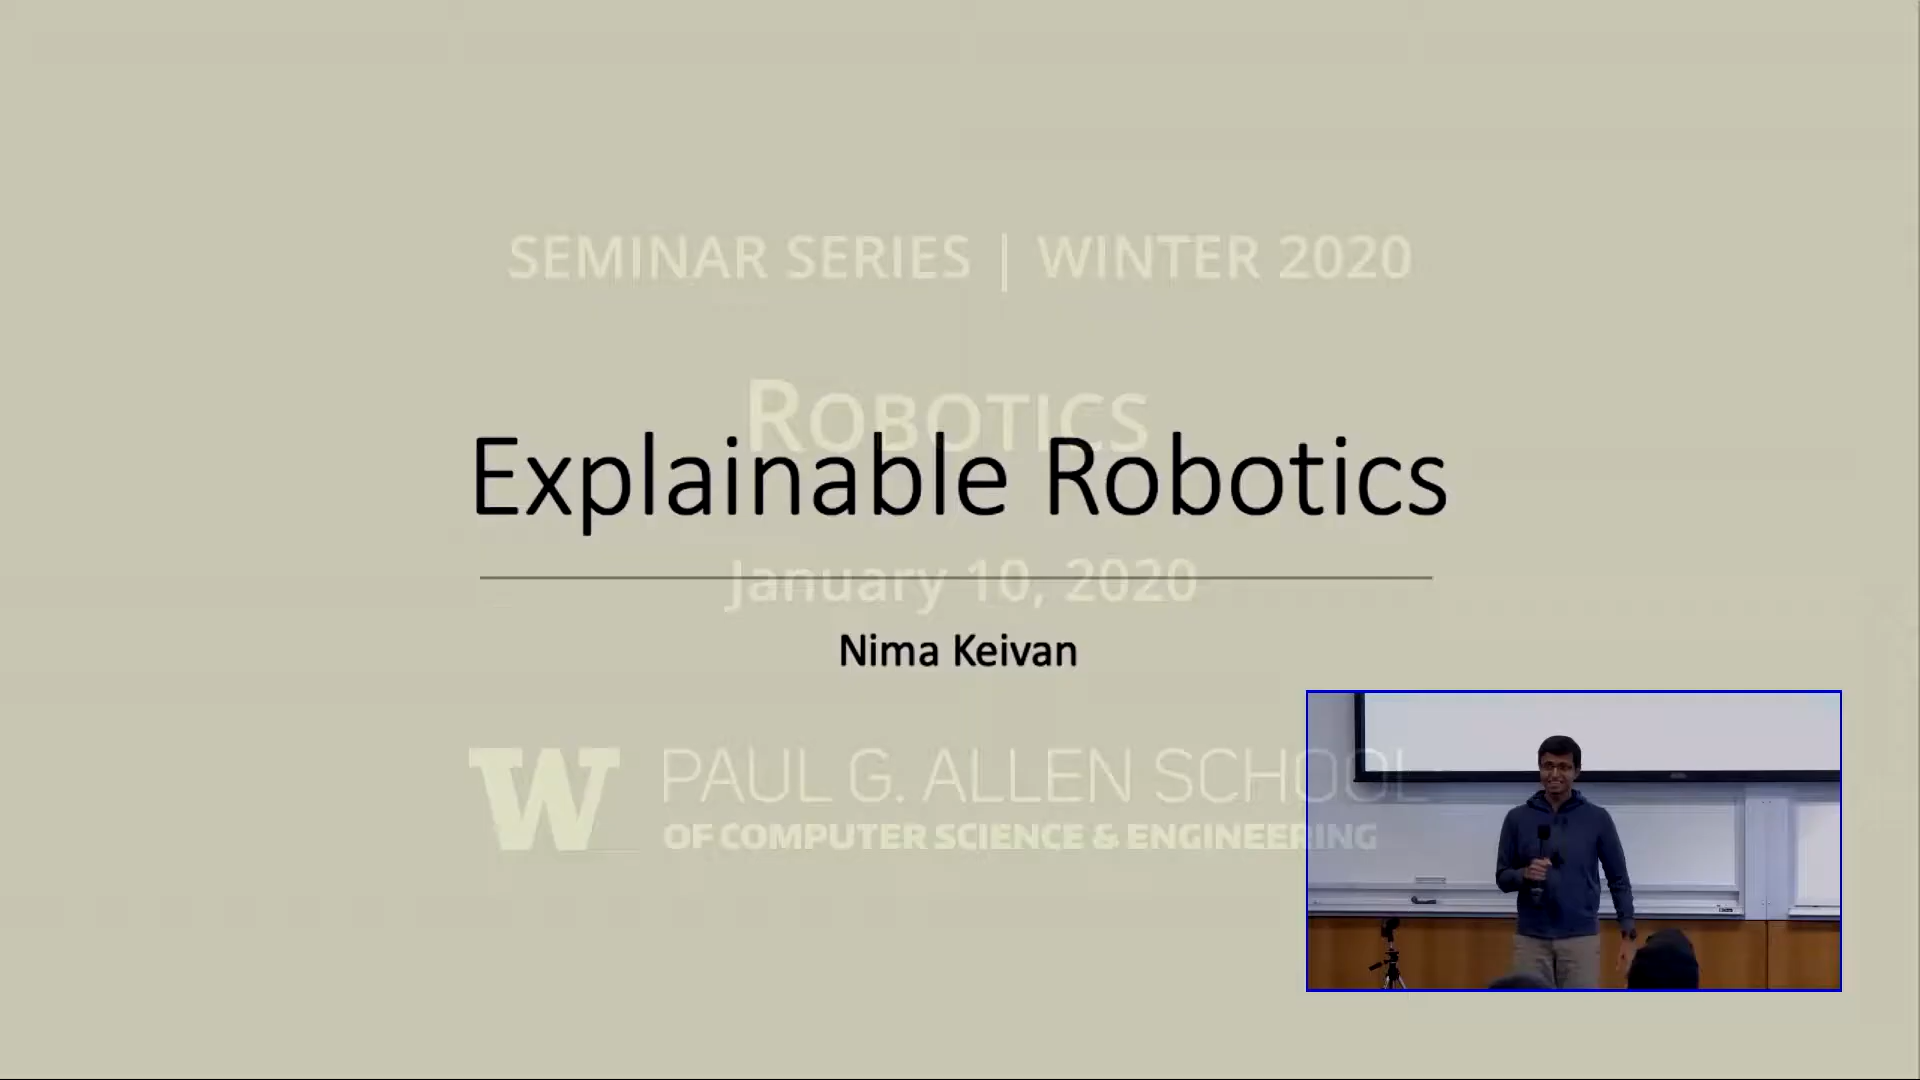 SEMINAR SERIES | WINTER 2020
ROBOTICS
Explainable Robotics
January 10, 2020
Nima Keivan
W PAUL G. ALLEN SCHOOL
OF COMPUTER SCIENCE & ENGINEERING